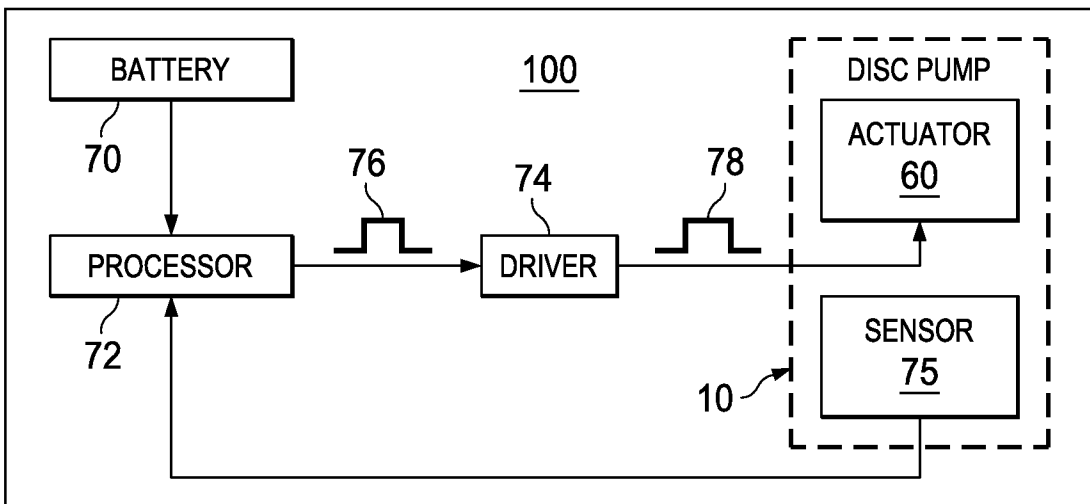 BATTERY
70
100
DISC PUMP
ACTUATOR
60
76
74
78
PROCESSOR
72
DRIVER
SENSOR
75
10